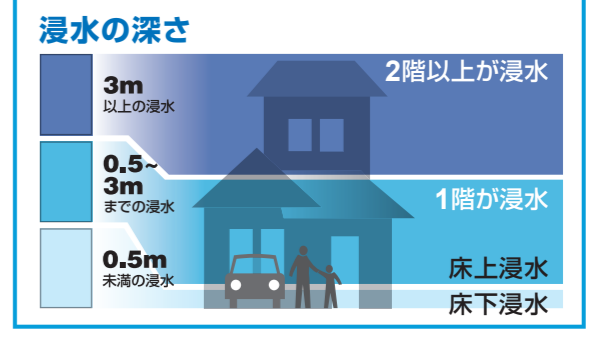 浸水の深さ
3m
以上の浸水
2階以上が浸水
0.5~
3m
までの浸水
1階が浸水
0.5m
未満の浸水
床上浸水
床下浸水